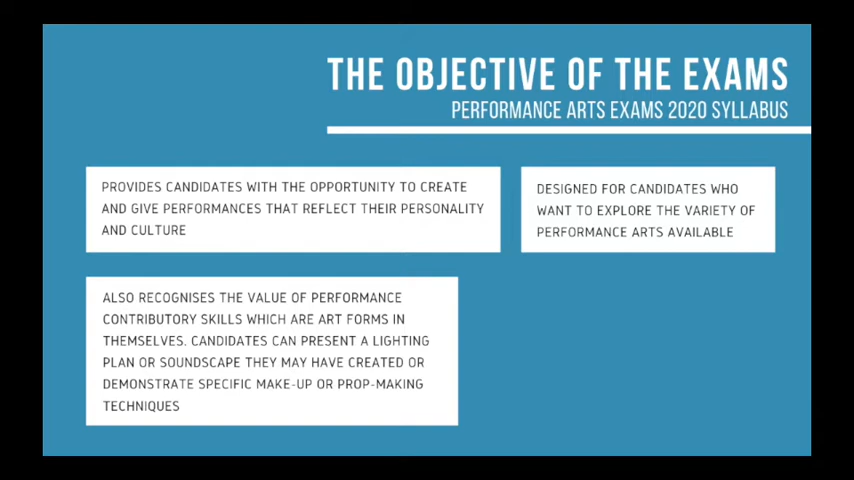 THE OBJECTIVE OF THE EXAMS
PERFORMANCE ARTS EXAMS 2020 SYLLABUS
PROVIDES CANDIDATES WITH THE OPPORTUNITY TO CREATE
AND GIVE PERFORMANCES THAT REFLECT THEIR PERSONALITY
AND CULTURE
DESIGNED FOR CANDIDATES WHO
WANT TO EXPLORE THE VARIETY OF
PERFORMANCE ARTS AVAILABLE
ALSO RECOGNISES THE VALUE OF PERFORMANCE
CONTRIBUTORY SKILLS WHICH ARE ART FORMS IN
THEMSELVES. CANDIDATES CAN PRESENT A LIGHTING
PLAN OR SOUNDSCAPE THEY MAY HAVE CREATED OR
DEMONSTRATE SPECIFIC MAKE-UP OR PROP-MAKING
TECHNIQUES